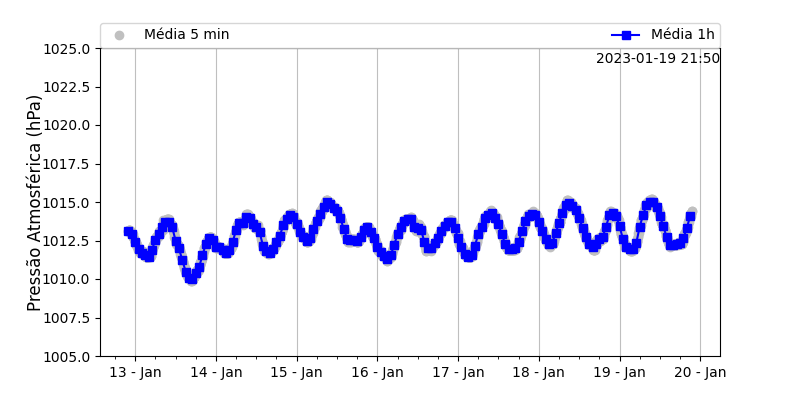 Média 5 min
Média 1h
2023-01-19 21:50
Pressão Atmosférica (hPa)
1025.0
1022.5
1020.0
1017.5
1015.0
1012.5
1010.0
1007.5
1005.0
13 - Jan
14 - Jan
15 - Jan
16 - Jan
17 - Jan
18 - Jan
19 - Jan
20 - Jan